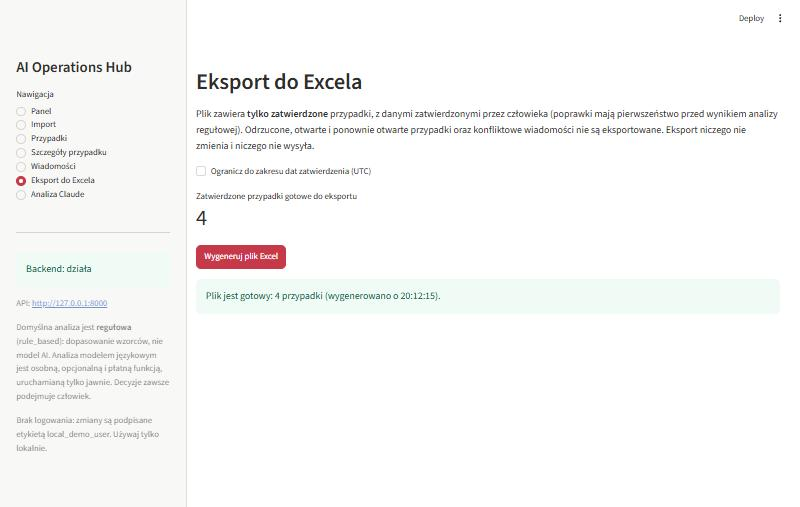 Deploy
AI Operations Hub
Nawigacja
Panel
Import
Przypadki
Szczegóły przypadku
Wiadomości
Eksport do Excela
Analiza Claude
Backend: działa
API: http://127.0.0.1:8000
Domyślna analiza jest regułowa
(rule_based): dopasowanie wzorców, nie
model AI. Analiza modelem językowym
jest osobną, opcjonalną i płatną funkcją,
uruchamianą tylko jawnie. Decyzje zawsze
podejmuje człowiek.
Brak logowania: zmiany są podpisane
etykietą local_demo_user. Używaj tylko
lokalnie.
Eksport do Excela
Plik zawiera tylko zatwierdzone przypadki, z danymi zatwierdzonymi przez człowieka (poprawki mają pierwszeństwo przed wynikiem analizy
regułowej). Odrzucone, otwarte i ponownie otwarte przypadki oraz konfliktowe wiadomości nie są eksportowane. Eksport niczego nie
zmienia i niczego nie wysyła.
Ogranicz do zakresu dat zatwierdzenia (UTC)
Zatwierdzone przypadki gotowe do eksportu
4
Wygeneruj plik Excel
Plik jest gotowy: 4 przypadki (wygenerowano o 20:12:15).